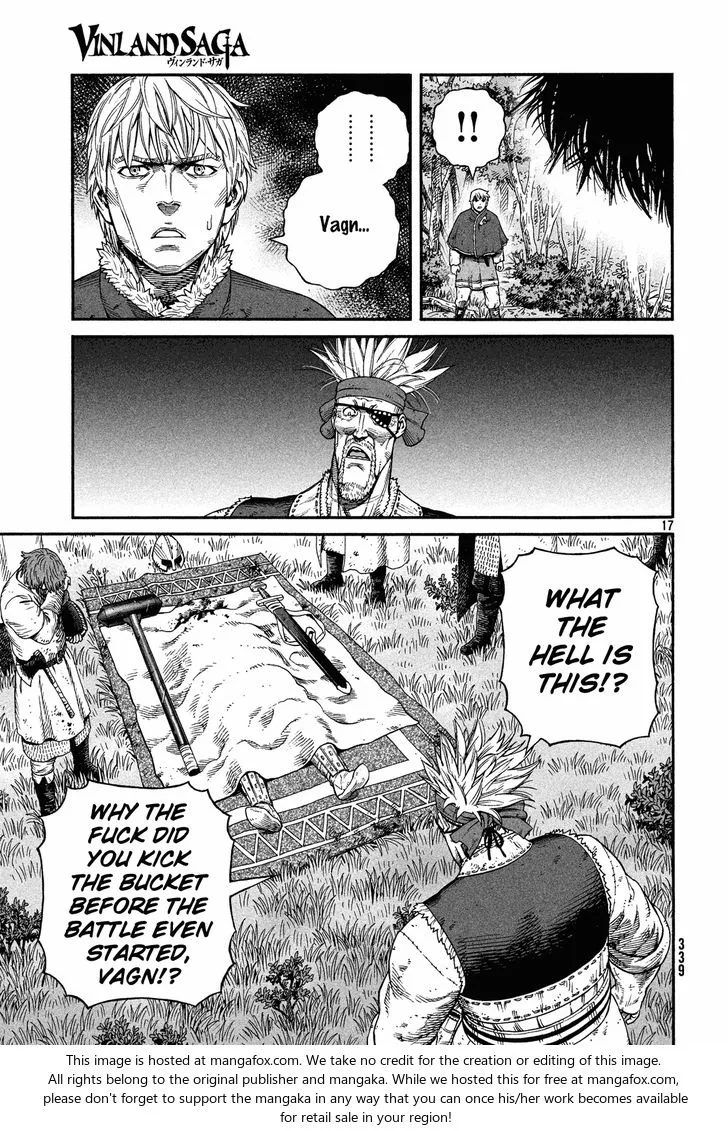 VINLAND SAGA
ヴィンランド・サガ
!!
......
......
Vagn...
17
WHAT
THE
HELL IS
THIS!?
WHY THE
FUCK DID
YOU KICK
THE BUCKET
BEFORE THE
BATTLE EVEN
STARTED,
VAGN!?
339
This image is hosted at mangafox.com. We take no credit for the creation or editing of this image.
All rights belong to the original publisher and mangaka. While we hosted this for free at mangafox.com,
please don't forget to support the mangaka in any way that you can once his/her work becomes available
for retail sale in your region!